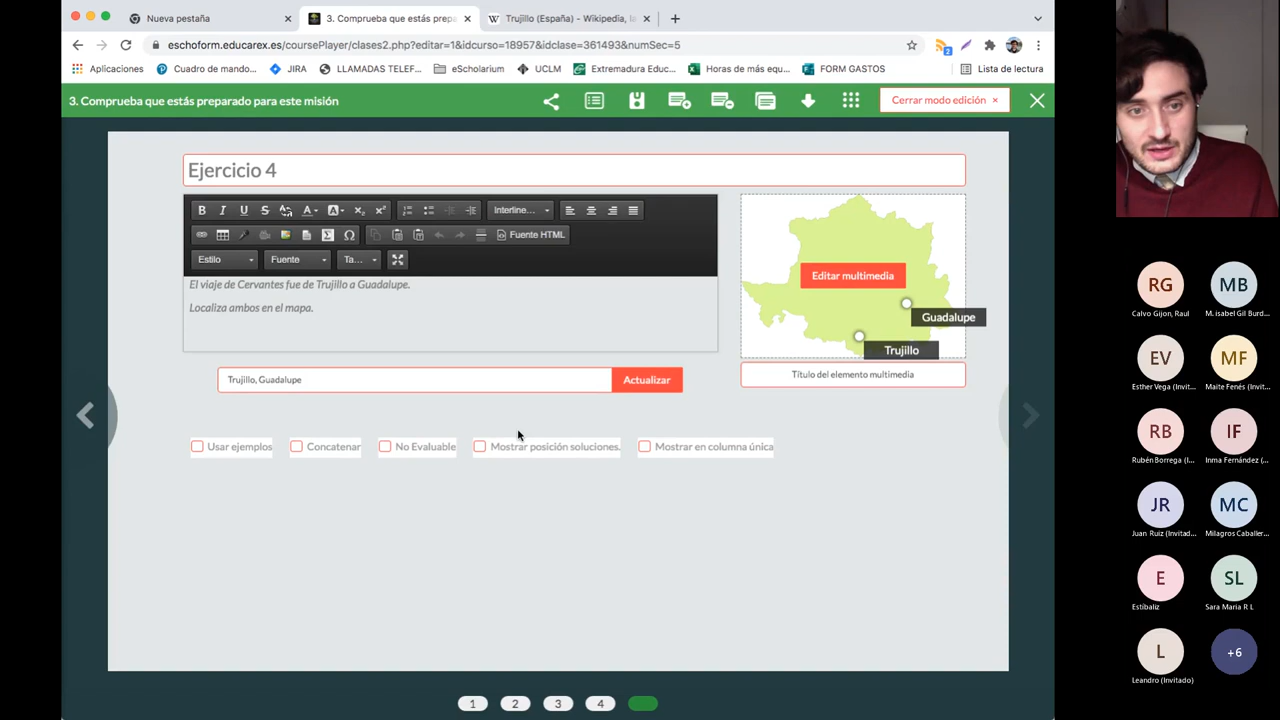 Nueva pestaña
3. Comprueba que estás prepa
Trujillo (España) - Wikipedia, la
eschoform.educarex.es/coursePlayer/clases2.php?editar=1&idcurso=18957&idclase=361493&numSec=5
Aplicaciones
Cuadro de mando...
JIRA
LLAMADAS TELEF...
eScholarium
UCLM
Extremadura Educ...
Horas de más equ...
FORM GASTOS
Lista de lectura
3. Comprueba que estás preparado para este misión
Cerrar modo edición ×
Ejercicio 4
Interline...
Fuente HTML
Estilo
Fuente
Ta...
El viaje de Cervantes fue de Trujillo a Guadalupe.
Localiza ambos en el mapa.
Editar multimedia
Guadalupe
Trujillo
Título del elemento multimedia
Trujillo, Guadalupe
Actualizar
Usar ejemplos
Concatenar
No Evaluable
Mostrar posición soluciones.
Mostrar en columna única
1
2
3
4
RG
Calvo Gijon, Raul
MB
M. isabel Gil Burd...
EV
Esther Vega (Invit...
MF
Maite Fenés (Invit...
RB
Rubén Borrega (I...
IF
Inma Fernández (...
JR
Juan Ruiz (Invitad...
MC
Milagros Caballer...
E
Estíbaliz
SL
Sara Maria R L
L
Leandro (Invitado)
+6